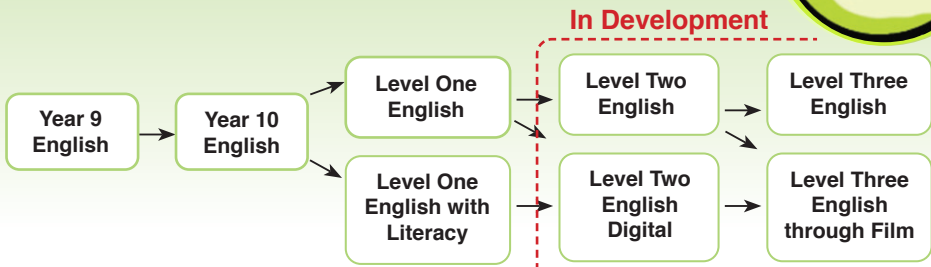 In Development
Year 9
English
Year 10
English
Level One
English
Level One
English with
Literacy
Level Two
English
Level Two
English
Digital
Level Three
English
Level Three
English
through Film